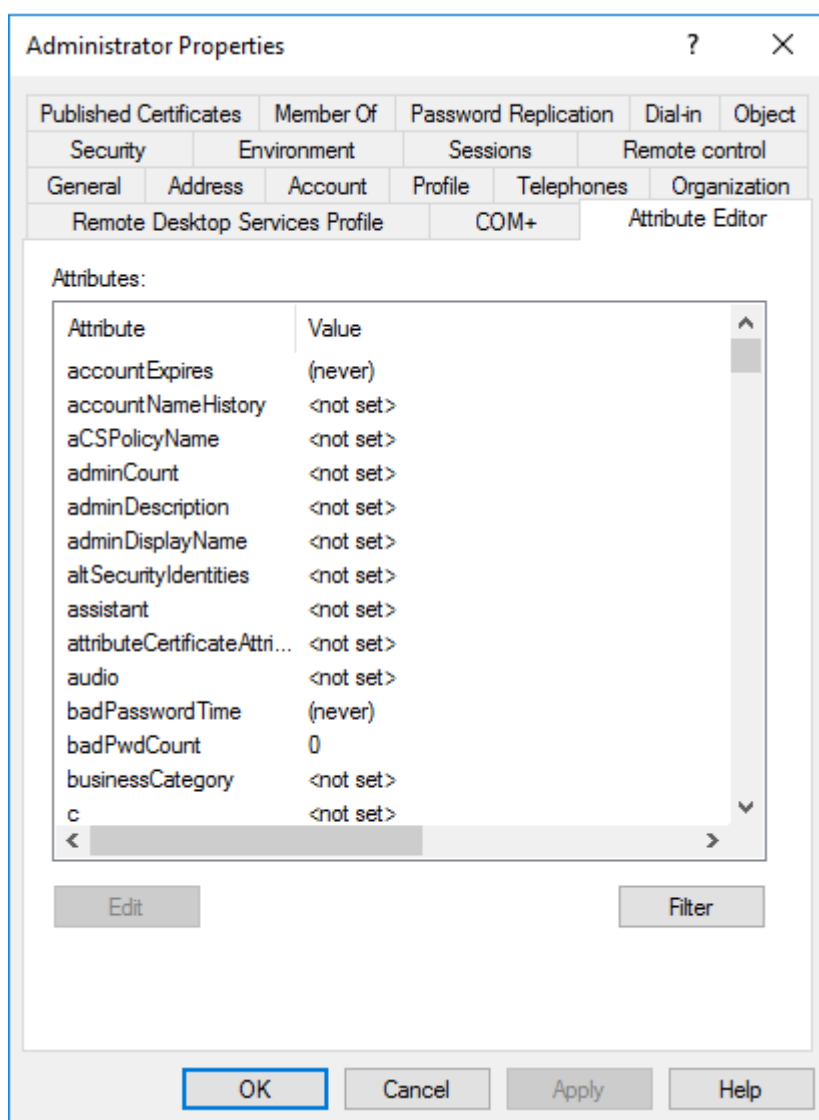 Administrator Properties ? ×
Published Certificates Member Of Password Replication Dial-in Object
Security Environment Sessions Remote control
General Address Account Profile Telephones Organization
Remote Desktop Services Profile COM+ Attribute Editor
Attributes:
Attribute Value
accountExpires (never)
accountNameHistory <not set>
aCSPolicyName <not set>
adminCount <not set>
adminDescription <not set>
adminDisplayName <not set>
altSecurityIdentities <not set>
assistant <not set>
attributeCertificateAttri... <not set>
audio <not set>
badPasswordTime (never)
badPwdCount 0
businessCategory <not set>
c <not set>
Edit Filter
OK Cancel Apply Help